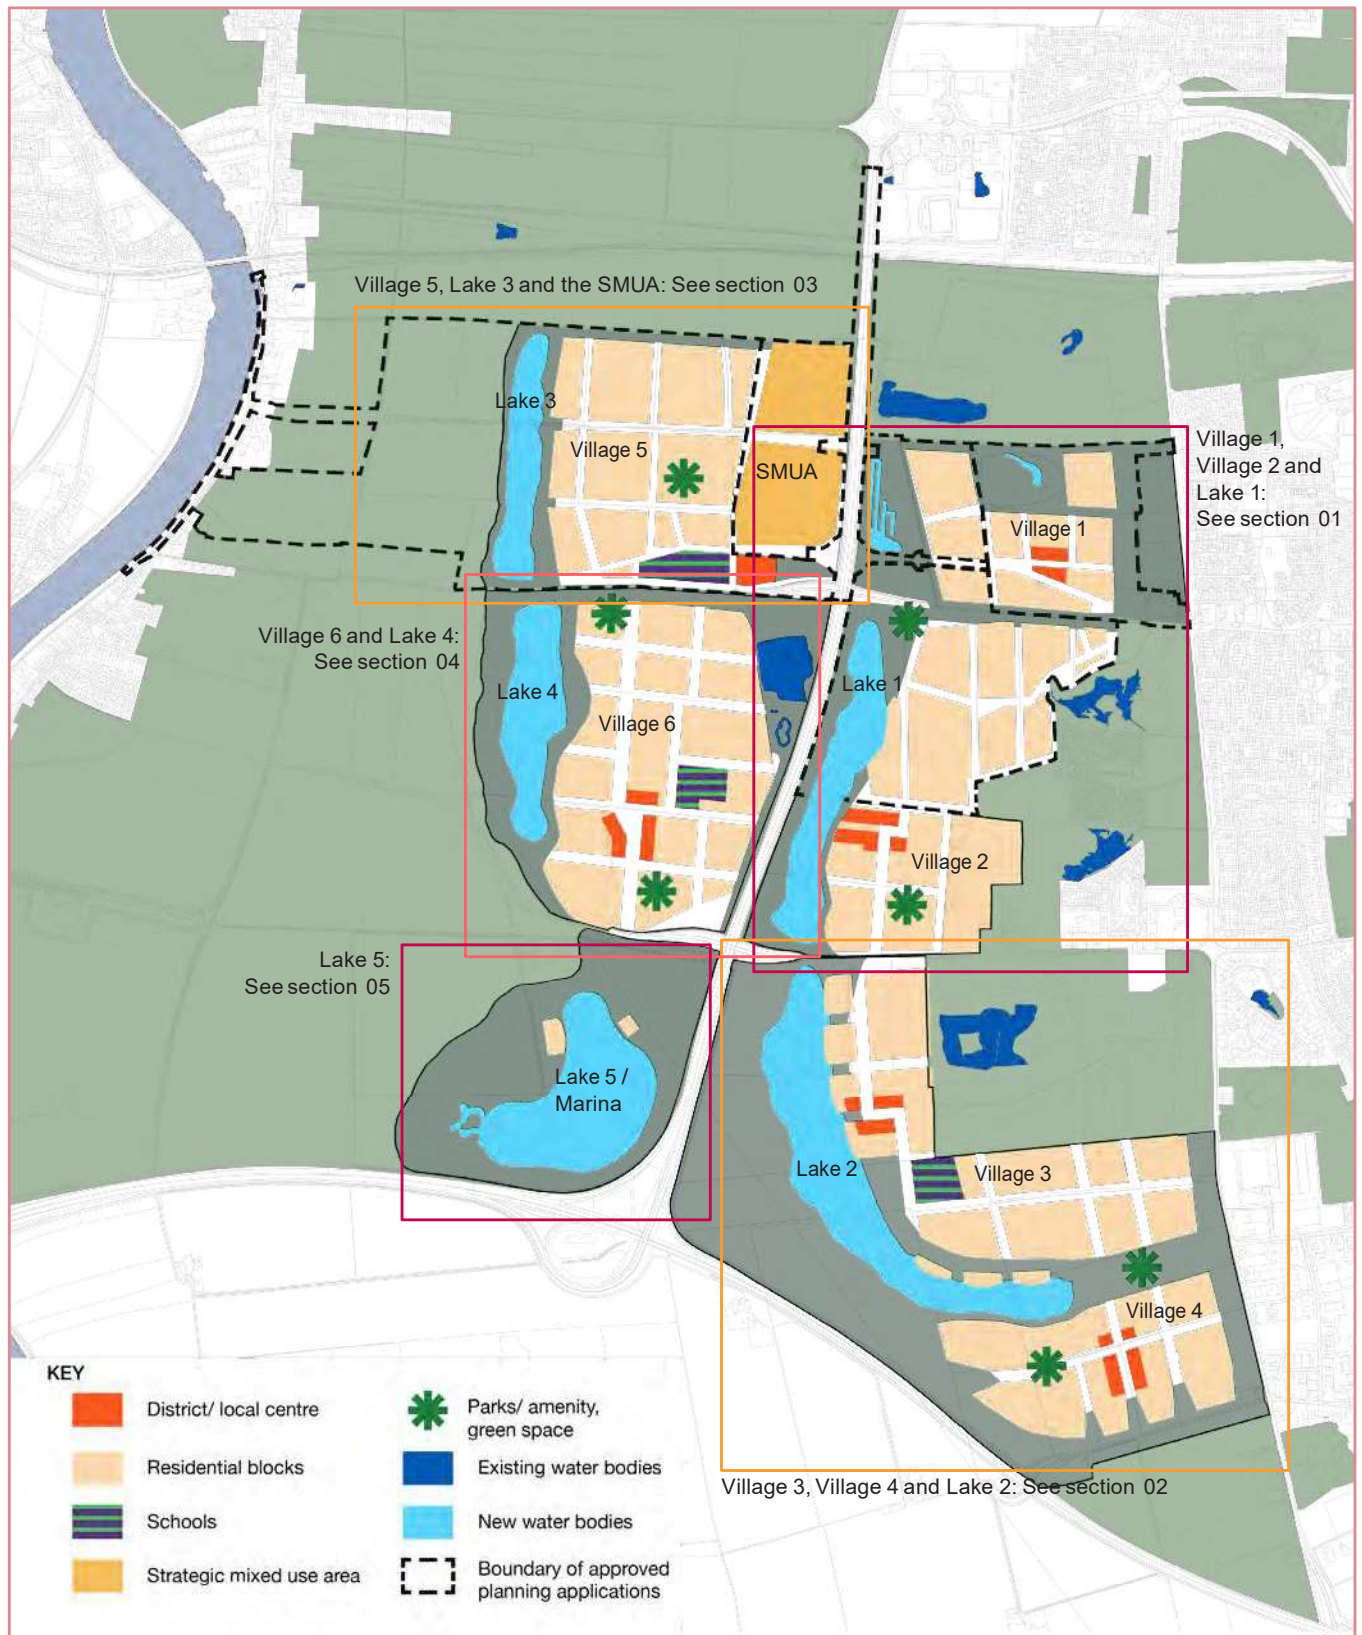 Village 5, Lake 3 and the SMUA: See section 03
Lake 3
Village 5
SMUA
Village 1,
Village 2 and
Lake 1:
See section 01
Village 1
Village 6 and Lake 4:
See section 04
Lake 4
Village 6
Lake 1
Village 2
Lake 5:
See section 05
Lake 5 /
Marina
Lake 2
Village 3
Village 4
Village 3, Village 4 and Lake 2: See section 02
KEY
District/ local centre
Residential blocks
Schools
Strategic mixed use area
Parks/ amenity,
green space
Existing water bodies
New water bodies
Boundary of approved
planning applications